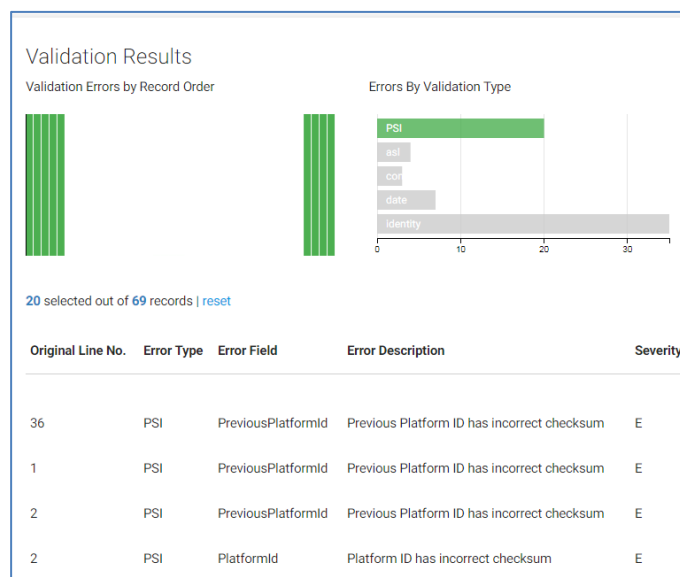 Validation Results
Validation Errors by Record Order
Errors By Validation Type
PSI
asl
con
date
identity
0 10 20 30
20 selected out of 69 records | reset
Original Line No. Error Type Error Field Error Description Severity
36 PSI PreviousPlatformId Previous Platform ID has incorrect checksum E
1 PSI PreviousPlatformId Previous Platform ID has incorrect checksum E
2 PSI PreviousPlatformId Previous Platform ID has incorrect checksum E
2 PSI PlatformId Platform ID has incorrect checksum E